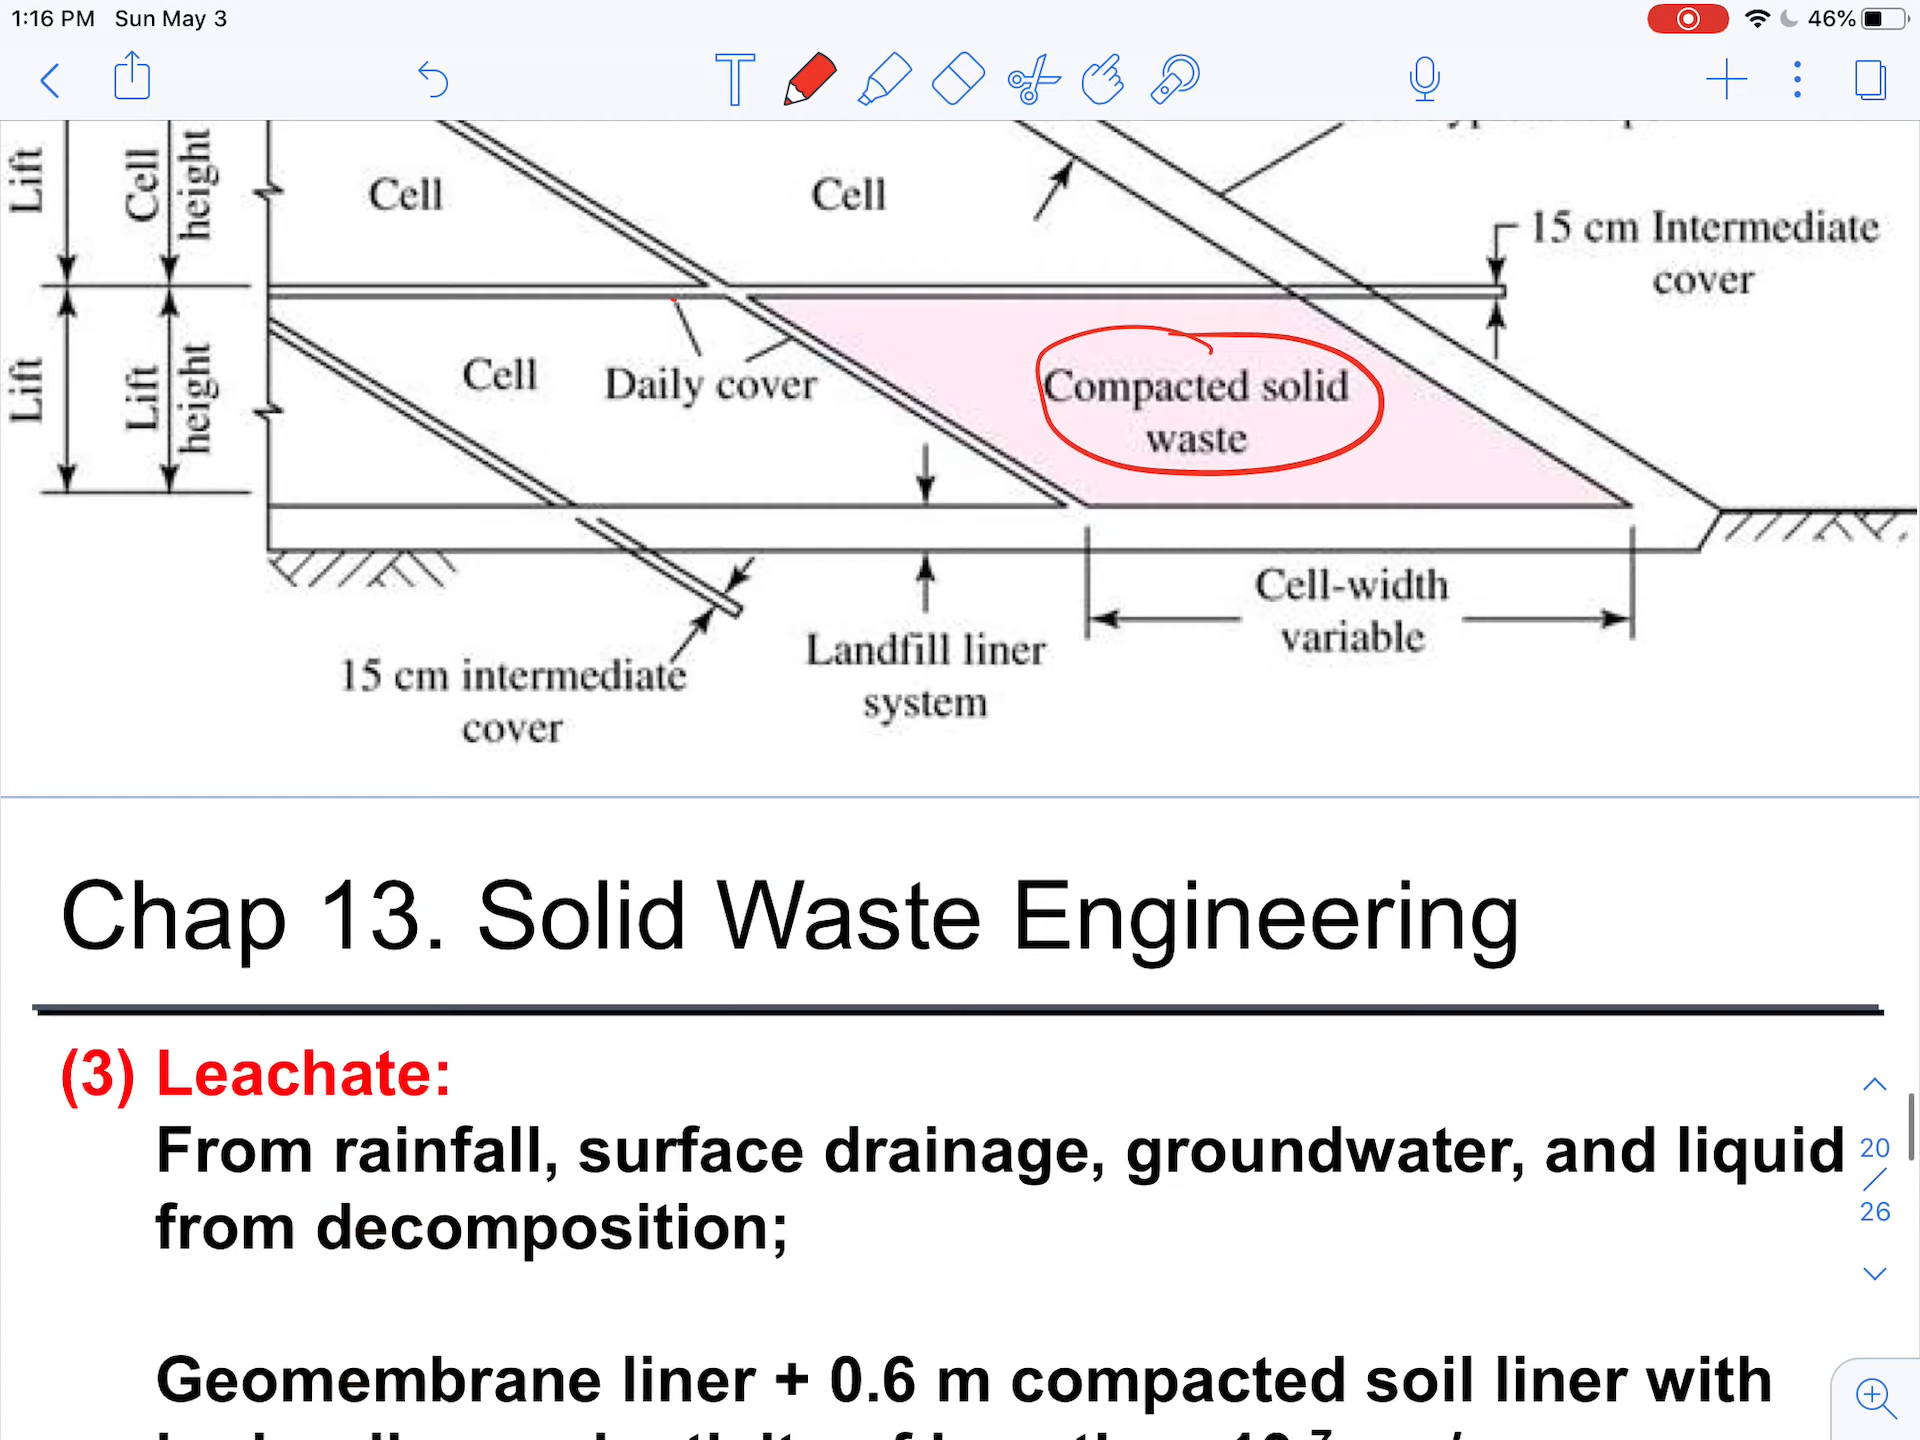 1:16 PM Sun May 3
46%
Lift
Cell height
Cell
Cell
15 cm Intermediate
cover
Lift
Lift height
Cell
Daily cover
Compacted solid
waste
Cell-width
variable
Landfill liner
system
15 cm intermediate
cover
Chap 13. Solid Waste Engineering
(3) Leachate:
From rainfall, surface drainage, groundwater, and liquid
from decomposition;
20
/
26
Geomembrane liner + 0.6 m compacted soil liner with